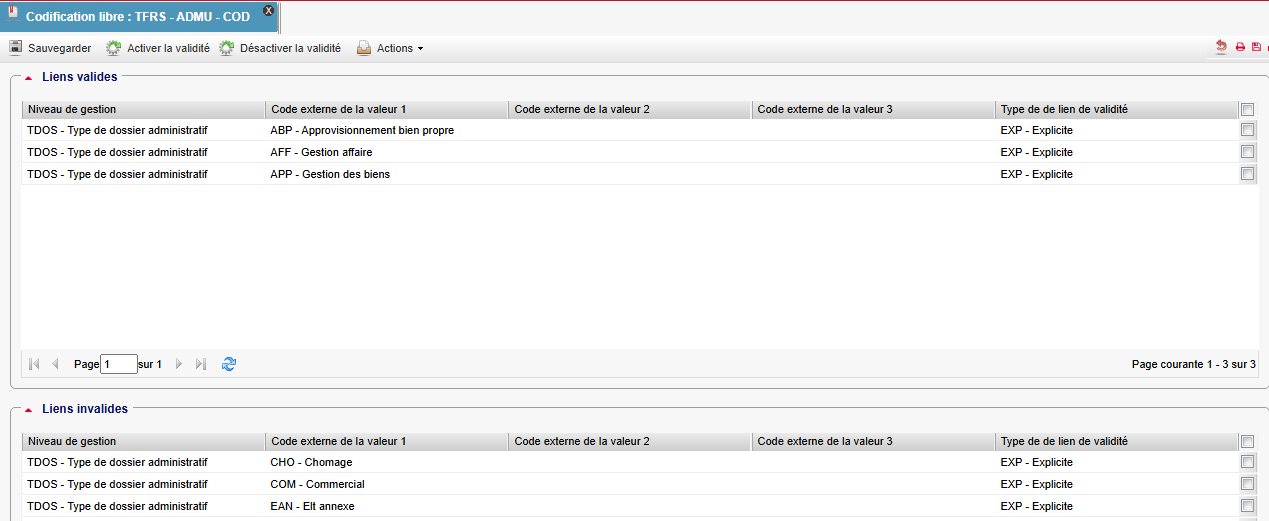 Codification libre : TFRS - ADMU - COD
Sauvegarder Activer la validité Désactiver la validité Actions
Liens valides
Niveau de gestion Code externe de la valeur 1 Code externe de la valeur 2 Code externe de la valeur 3 Type de de lien de validité
TDOS - Type de dossier administratif ABP - Approvisionnement bien propre EXP - Explicite
TDOS - Type de dossier administratif AFF - Gestion affaire EXP - Explicite
TDOS - Type de dossier administratif APP - Gestion des biens EXP - Explicite
Page 1 sur 1 Page courante 1 - 3 sur 3
Liens invalides
Niveau de gestion Code externe de la valeur 1 Code externe de la valeur 2 Code externe de la valeur 3 Type de de lien de validité
TDOS - Type de dossier administratif CHO - Chomage EXP - Explicite
TDOS - Type de dossier administratif COM - Commercial EXP - Explicite
TDOS - Type de dossier administratif EAN - Elt annexe EXP - Explicite